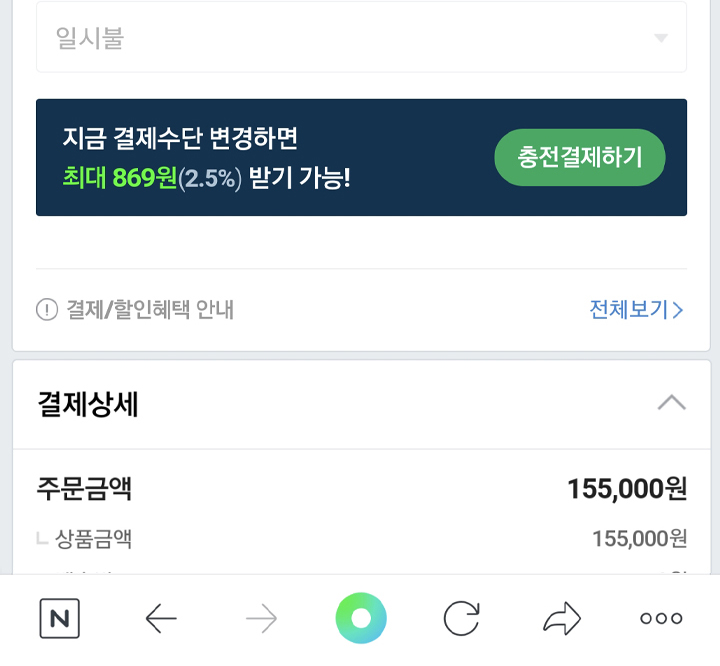 일시불
지금 결제수단 변경하면
최대 869원(2.5%) 받기 가능!
충전결제하기
결제/할인혜택 안내
전체보기
결제상세
주문금액 155,000원
상품금액 155,000원
N